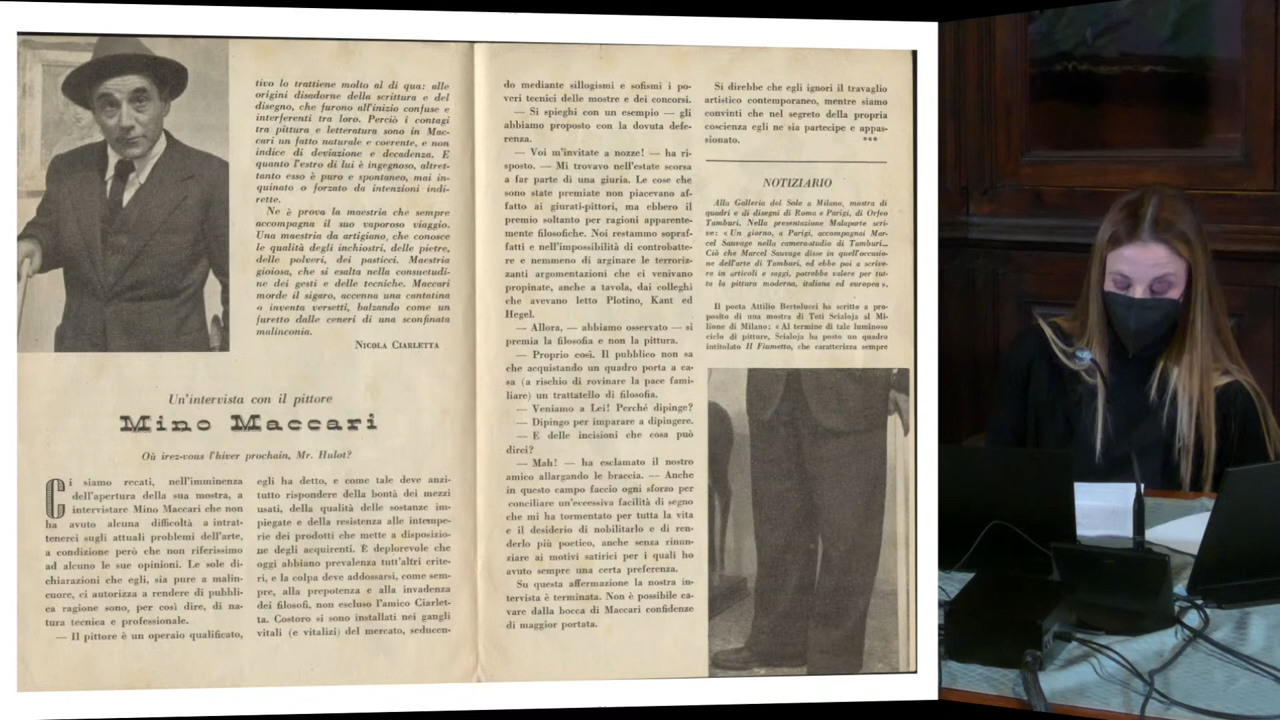 tivo lo trattiene molto al di qua: alle
origini disadorne della scrittura e del
disegno, che furono all'inizio confuse e
interferenti tra loro. Perciò i contagi
tra pittura e letteratura sono in Mac-
cari un fatto naturale e coerente, e non
indice di deviazione e decadenza. E
quanto l'estro di lui è ingegnoso, altret-
tanto esso è puro e spontaneo, mai in-
quinato o forzato da intenzioni indi-
rette.
Ne è prova la maestria che sempre
accompagna il suo vaporoso viaggio.
Una maestria da artigiano, che conosce
le qualità degli inchiostri, delle pietre,
delle polveri, dei pasticci. Maestria
gioiosa, che si esalta nella consuetudi-
ne dei gesti e delle tecniche. Maccari
morde il sigaro, accenna una cantatina
o inventa versetti, balzando come un
furetto dalle ceneri di una sconfinata
malinconia.
NICOLA CIARLETTA
Un'intervista con il pittore
Mino Maccari
Où irez-vous l'hiver prochain, Mr. Hulot?
Ci siamo recati, nell'imminenza
dell'apertura della sua mostra, a
intervistare Mino Maccari che non
ha avuto alcuna difficoltà a intrat-
tenerci sugli attuali problemi dell'arte,
a condizione però che non riferissimo
ad alcuno le sue opinioni. Le sole di-
chiarazioni che egli, sia pure a malin-
cuore, ci autorizza a rendere di pubbli-
ca ragione sono, per così dire, di na-
tura tecnica e professionale.
— Il pittore è un operaio qualificato,
egli ha detto, e come tale deve anzi-
tutto rispondere della bontà dei mezzi
usati, della qualità delle sostanze im-
piegate e della resistenza alle intempe-
rie dei prodotti che mette a disposizio-
ne degli acquirenti. È deplorevole che
oggi abbiano prevalenza tutt'altri crite-
ri, e la colpa deve addossarsi, come sem-
pre, alla prepotenza e alla invadenza
dei filosofi, non escluso l'amico Ciarlet-
ta. Costoro si sono installati nei gangli
vitali (e vitalizi) del mercato, seducen-
do mediante sillogismi e sofismi i po-
veri tecnici delle mostre e dei concorsi.
— Si spieghi con un esempio — gli
abbiamo proposto con la dovuta defe-
renza.
— Voi m'invitate a nozze! — ha ri-
sposto. — Mi trovavo nell'estate scorsa
a far parte di una giuria. Le cose che
sono state premiate non piacevano af-
fatto ai giurati-pittori, ma ebbero il
premio soltanto per ragioni apparente-
mente filosofiche. Noi restammo sopraf-
fatti e nell'impossibilità di controbatte-
re e nemmeno di arginare le terroriz-
zanti argomentazioni che ci venivano
propinate, anche a tavola, dai colleghi
che avevano letto Plotino, Kant ed
Hegel.
— Allora, — abbiamo osservato — si
premia la filosofia e non la pittura.
— Proprio così. Il pubblico non sa
che acquistando un quadro porta a ca-
sa (a rischio di rovinare la pace fami-
liare) un trattatello di filosofia.
— Veniamo a Lei! Perché dipinge?
— Dipingo per imparare a dipingere.
— E delle incisioni che cosa può
dirci?
— Mah! — ha esclamato il nostro
amico allargando le braccia. — Anche
in questo campo faccio ogni sforzo per
conciliare un'eccessiva facilità di segno
che mi ha tormentato per tutta la vita
e il desiderio di nobilitarlo e di ren-
derlo più poetico, anche senza rinun-
ziare ai motivi satirici per i quali ho
avuto sempre una certa preferenza.
Su questa affermazione la nostra in-
tervista è terminata. Non è possibile ca-
vare dalla bocca di Maccari confidenze
di maggior portata.
Si direbbe che egli ignori il travaglio
artistico contemporaneo, mentre siamo
convinti che nel segreto della propria
coscienza egli ne sia partecipe e appas-
sionato. ***
NOTIZIARIO
Alla Galleria del Sole a Milano, mostra di
quadri e di disegni di Roma e Parigi, di Orfeo
Tamburi. Nella presentazione Malaparte scri-
ve: « Un giorno, a Parigi, accompagnai Mar-
cel Sauvage nella camera-studio di Tamburi...
Ciò che Marcel Sauvage disse in quell'occasio-
ne dell'arte di Tamburi, ed ebbe poi a scrive-
re in articoli e saggi, potrebbe valere per tut-
ta la pittura moderna, italiana ed europea ».
Il poeta Attilio Bertolucci ha scritto a pro-
posito di una mostra di Toti Scialoja al Mi-
lione di Milano: « Al termine di tale luminoso
ciclo di pitture, Scialoja ha posto un quadro
intitolato Il Fiumetto, che caratterizza sempre